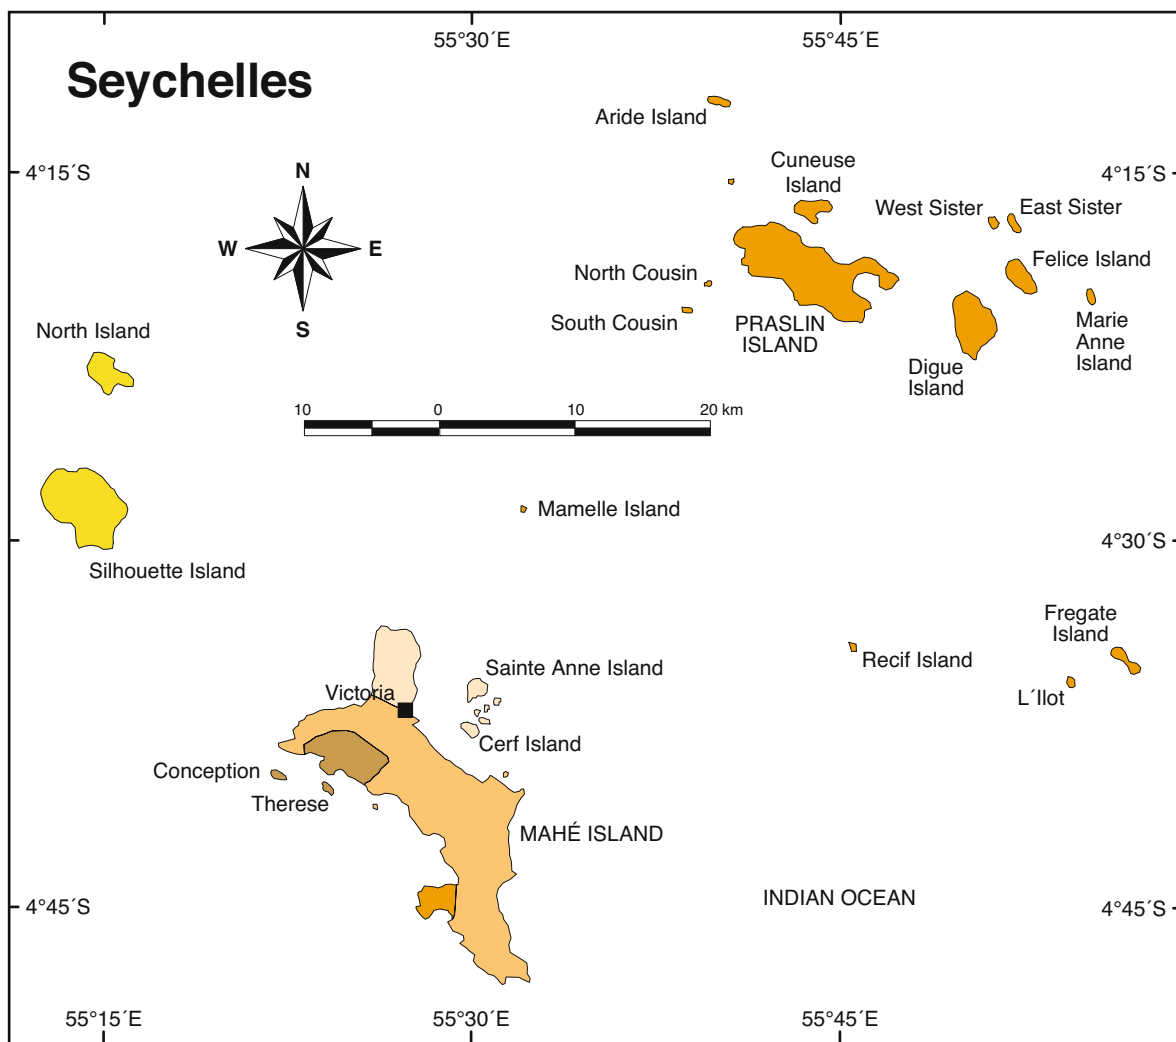 55°30´E
55°45´E
Seychelles
Aride Island
4°15´S
N
Cuneuse
Island
4°15´S
West Sister
East Sister
W
E
Felice Island
North Cousin
South Cousin
PRASLIN
ISLAND
Marie
Anne
Island
S
North Island
Digue
Island
10
0
10
20 km
Mamelle Island
4°30´S
Silhouette Island
Fregate
Island
Recif Island
Sainte Anne Island
Victoria
L´Ilot
Cerf Island
Conception
Therese
MAHÉ ISLAND
INDIAN OCEAN
4°45´S
4°45´S
55°15´E
55°30´E
55°45´E